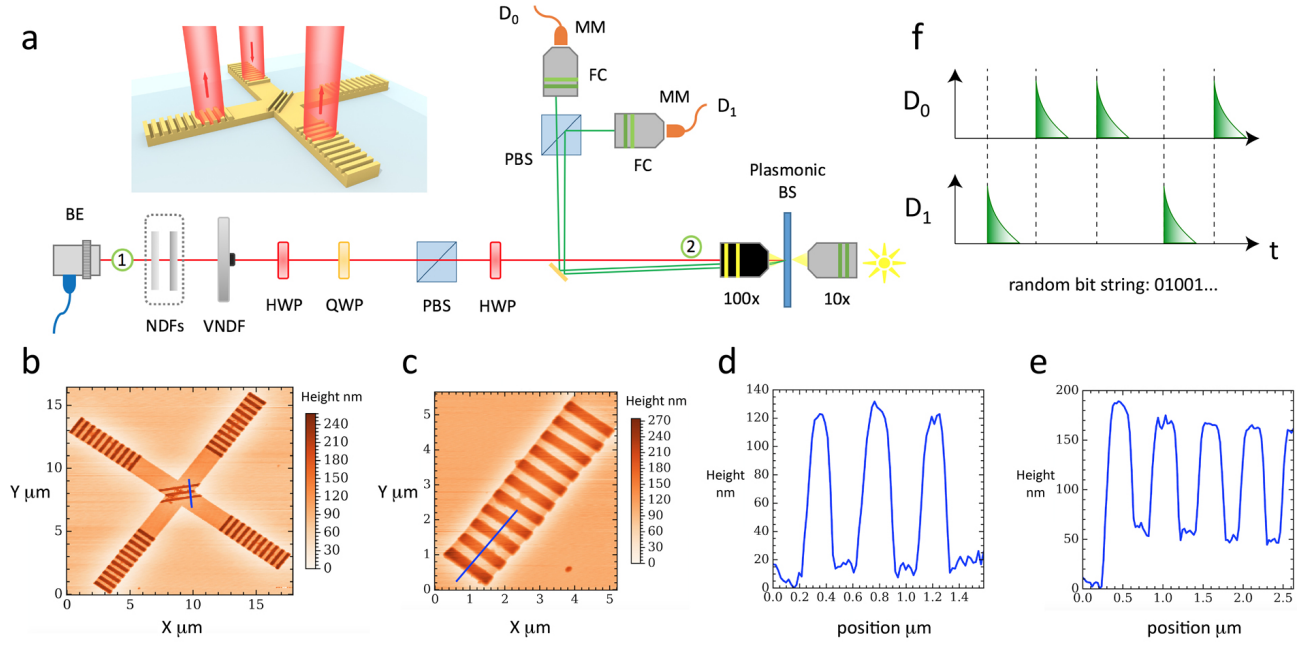 a
D0
MM
FC
PBS
MM
D1
FC
Plasmonic
BS
BE
1
NDFs
VNDF
HWP
QWP
PBS
HWP
2
100x
10x
f
D0
D1
t
random bit string: 01001...
b
Height nm
240
210
180
150
120
90
60
30
0
15
10
5
0
Y μm
0
5
10
15
X μm
c
Height nm
270
240
210
180
150
120
90
60
30
0
5
4
3
2
1
0
Y μm
0
1
2
3
4
5
X μm
d
140
120
100
80
60
40
20
0
Height
nm
0.0
0.2
0.4
0.6
0.8
1.0
1.2
1.4
position μm
e
200
150
100
50
0
Height
nm
0.0
0.5
1.0
1.5
2.0
2.5
position μm